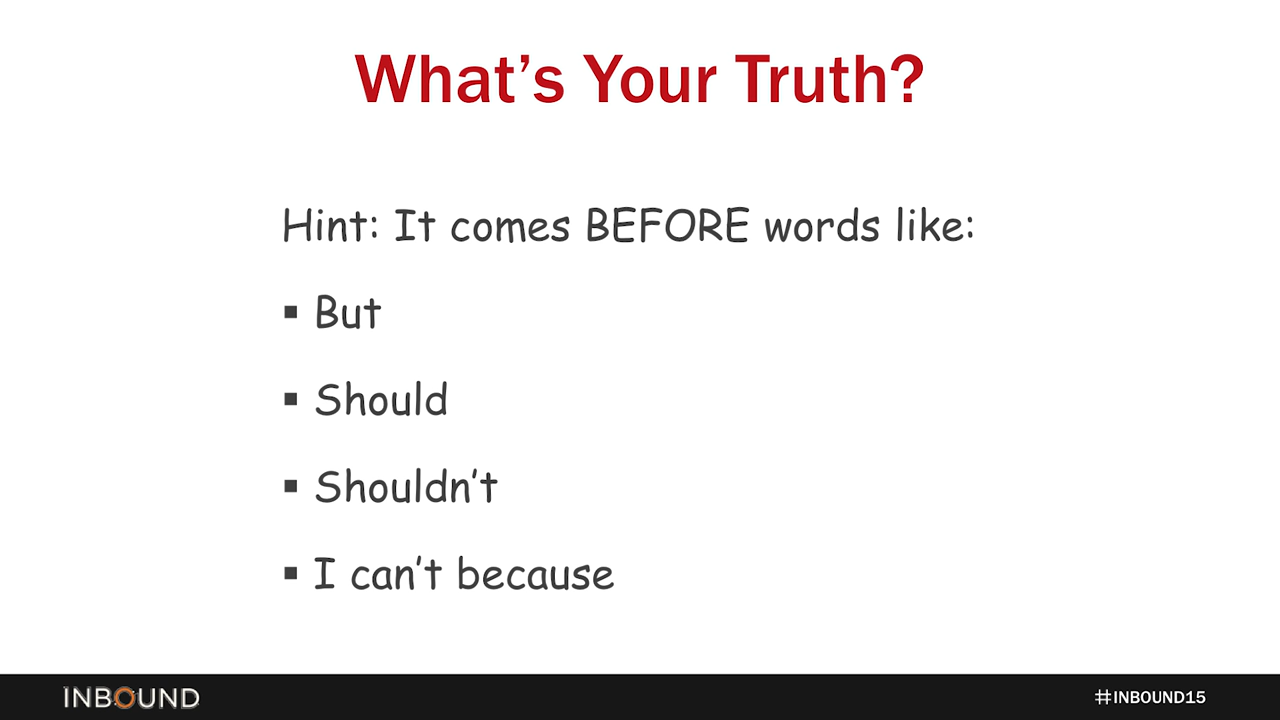 What's Your Truth?
Hint: It comes BEFORE words like:
▪ But
▪ Should
▪ Shouldn't
▪ I can't because
INBOUND
#INBOUND15